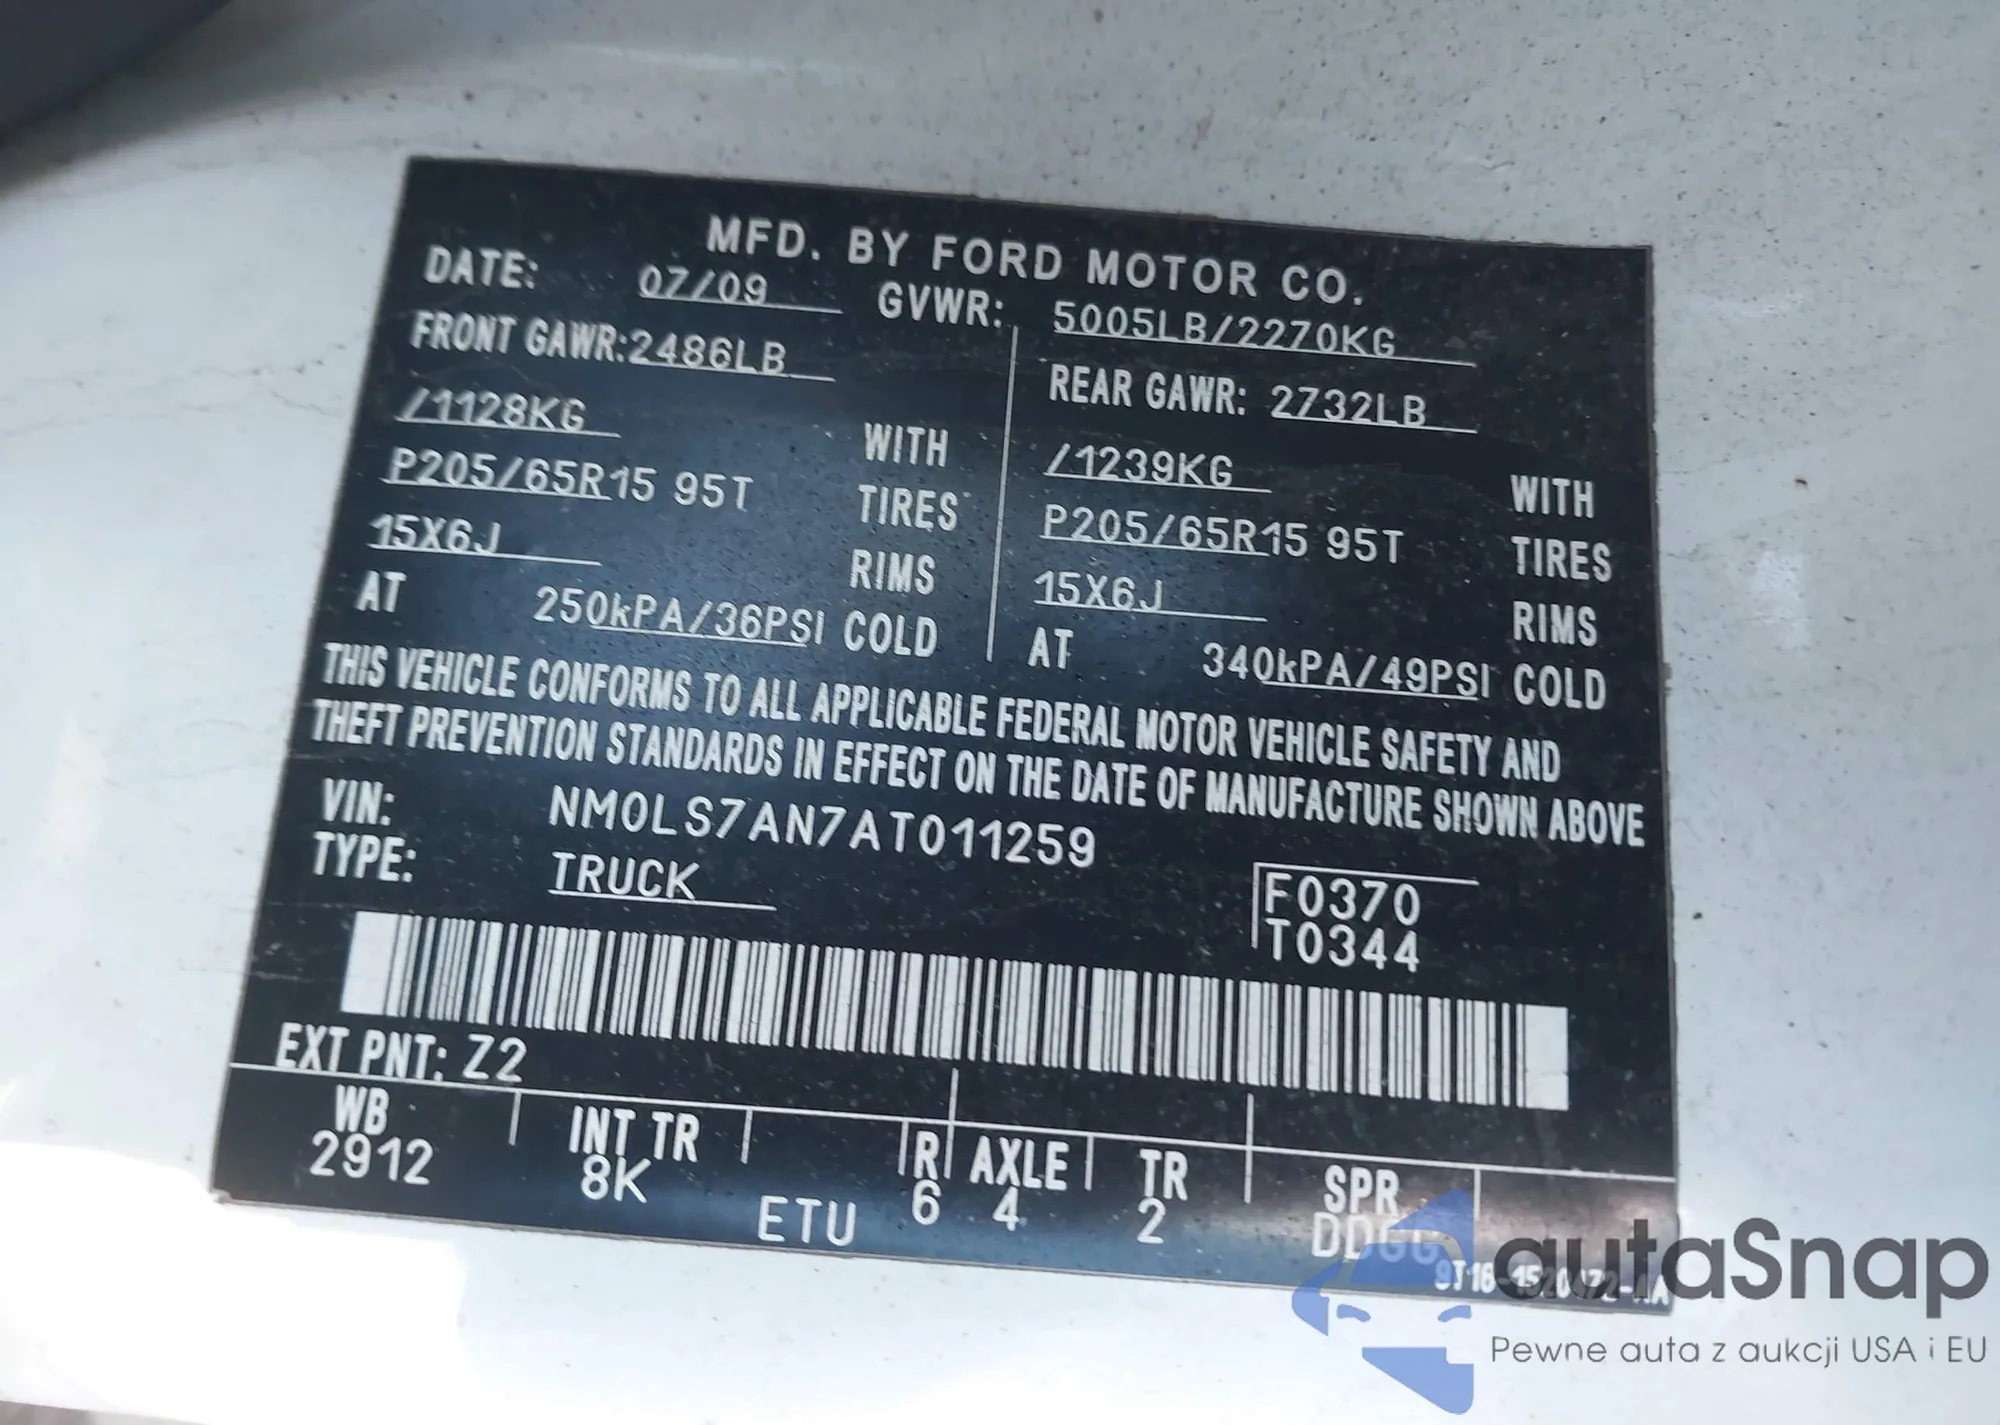 MFD. BY FORD MOTOR CO.
DATE: 07/09 GVWR: 5005LB/2270KG
FRONT GAWR:2486LB REAR GAWR: 2732LB
/1128KG WITH /1239KG WITH
P205/65R15 95T TIRES P205/65R15 95T TIRES
15X6J RIMS 15X6J RIMS
AT 250kPA/36PSI COLD AT 340kPA/49PSI COLD
THIS VEHICLE CONFORMS TO ALL APPLICABLE FEDERAL MOTOR VEHICLE SAFETY AND
THEFT PREVENTION STANDARDS IN EFFECT ON THE DATE OF MANUFACTURE SHOWN ABOVE
VIN: NM0LS7AN7AT011259
TYPE: TRUCK
F0370
T0344
EXT PNT: Z2
WB INT TR R AXLE TR SPR
2912 8K ETU 6 4 2 DDGG
autaSnap
Pewne auta z aukcji USA i EU